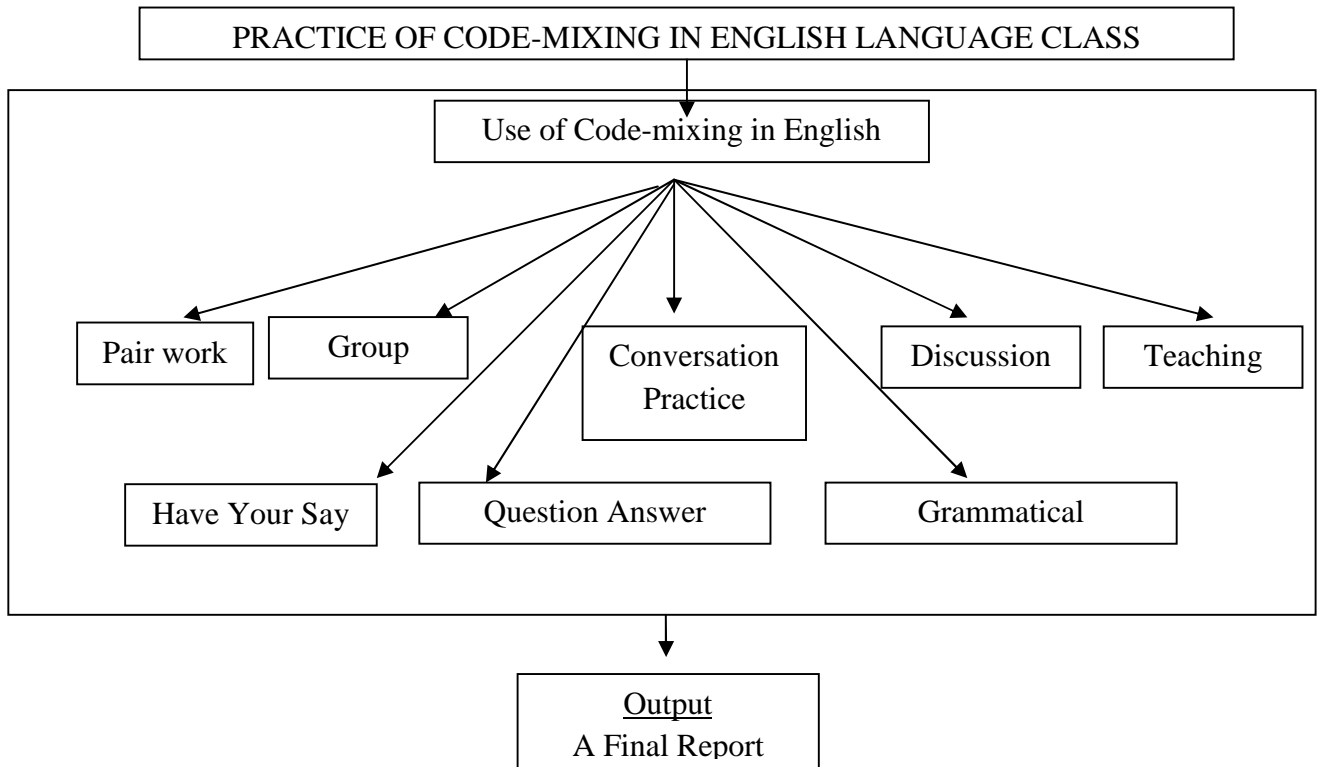 PRACTICE OF CODE-MIXING IN ENGLISH LANGUAGE CLASS
Use of Code-mixing in English
Pair work
Group
Conversation
Practice
Discussion
Teaching
Have Your Say
Question Answer
Grammatical
Output
A Final Report